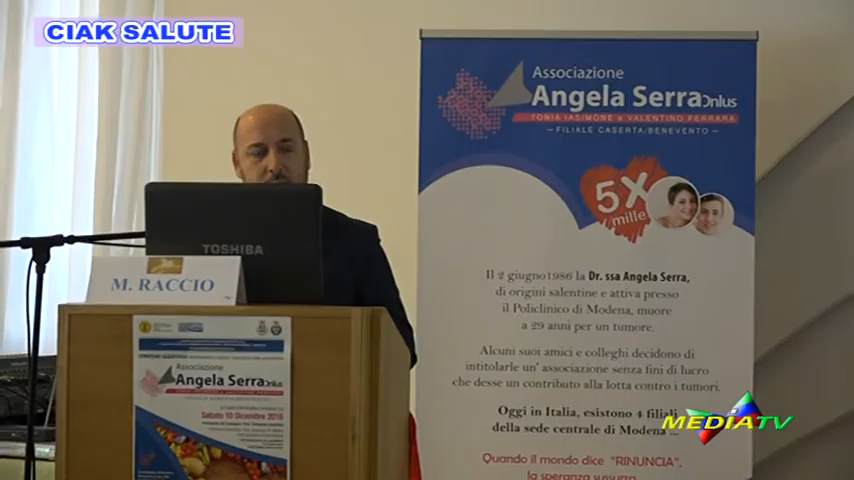 CIAK SALUTE
Associazione
Angela Serra Onlus
TONIA IASIMONE e VALENTINO FERRARA
- FILIALE CASERTA/BENEVENTO -
5 X
mille
Il 2 giugno 1986 la Dr. ssa Angela Serra,
di origini salentine e attiva presso
il Policlinico di Modena, muore
a 29 anni per un tumore.
Alcuni suoi amici e colleghi decidono di
intitolarle un'associazione senza fini di lucro
che desse un contributo alla lotta contro i tumori.
Oggi in Italia, esistono 4 filiali
della sede centrale di Modena ...
Quando il mondo dice "RINUNCIA",
la speranza sussurra
MEDIATV
TOSHIBA
M. RACCIO
Associazione
Angela Serra Onlus
Sabato 10 Dicembre 2016